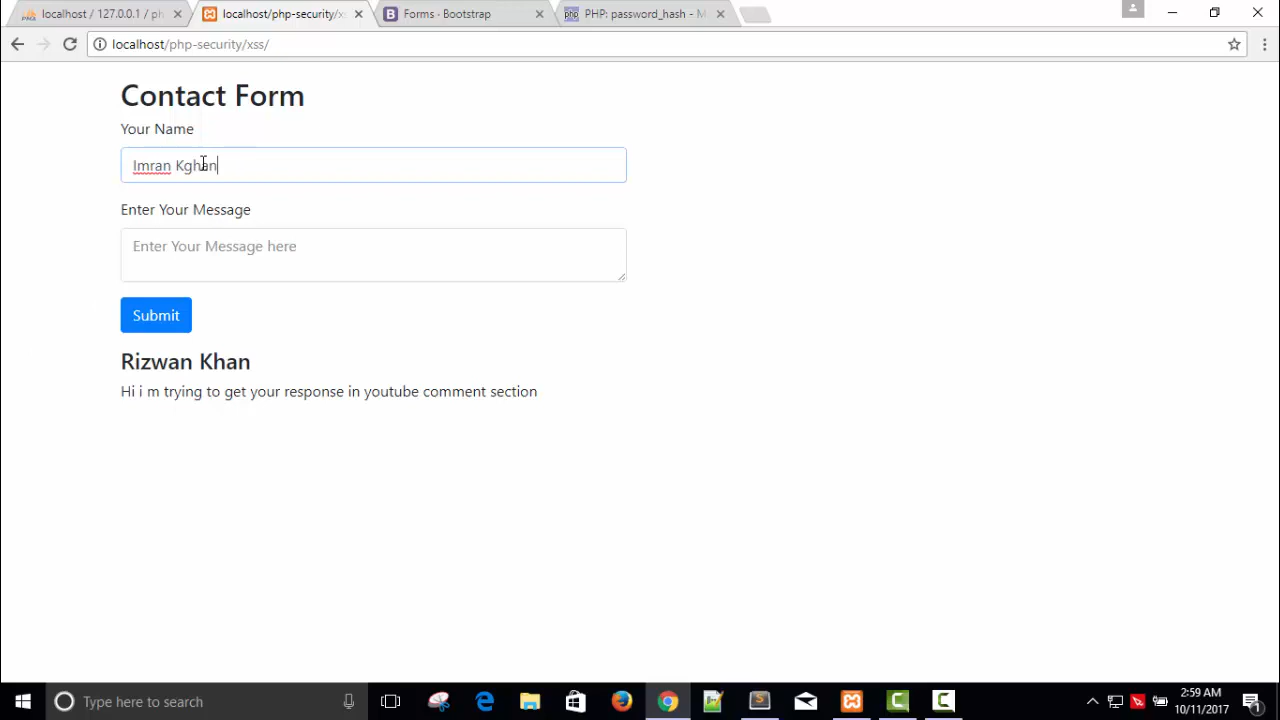 localhost / 127.0.0.1 / ph
localhost/php-security/xs
Forms · Bootstrap
PHP: password_hash - M
localhost/php-security/xss/
Contact Form
Your Name
Imran Kghan
Enter Your Message
Enter Your Message here
Submit
Rizwan Khan
Hi i m trying to get your response in youtube comment section
Type here to search
2:59 AM
10/11/2017